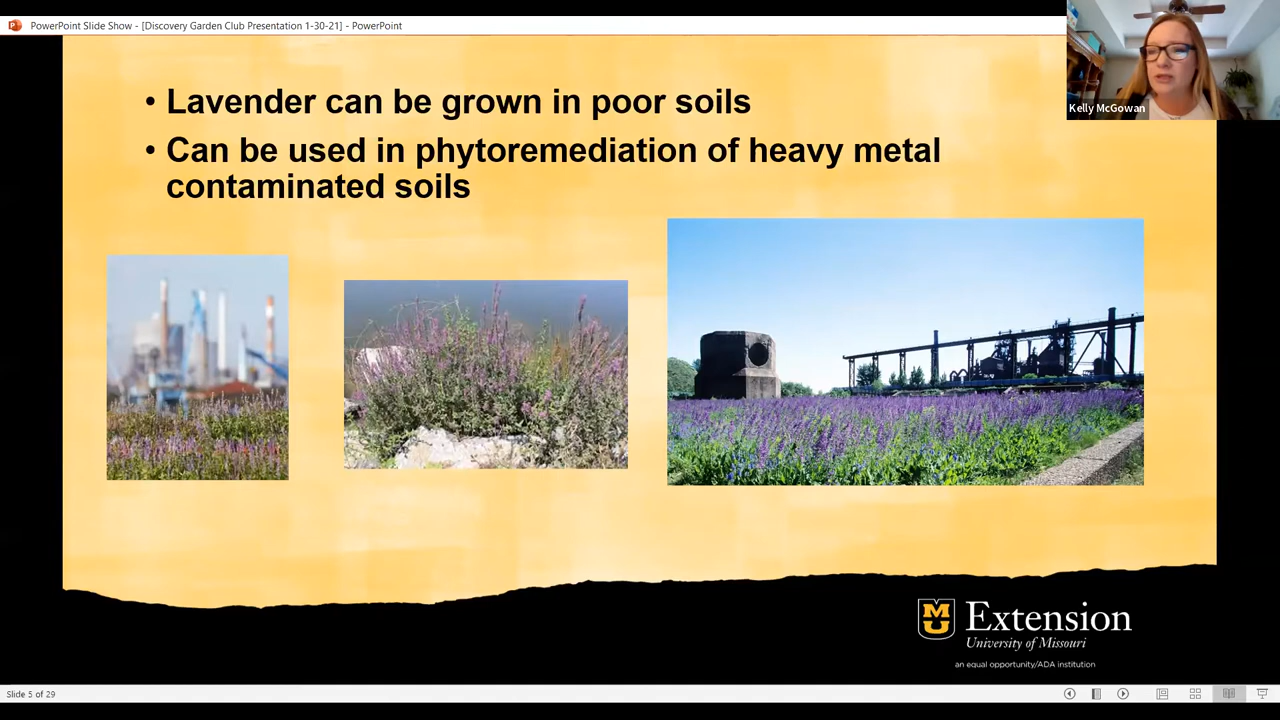 PowerPoint Slide Show - [Discovery Garden Club Presentation 1-30-21] - PowerPoint
Kelly McGowan
• Lavender can be grown in poor soils
• Can be used in phytoremediation of heavy metal
contaminated soils
Extension
University of Missouri
an equal opportunity/ADA institution
Slide 5 of 29